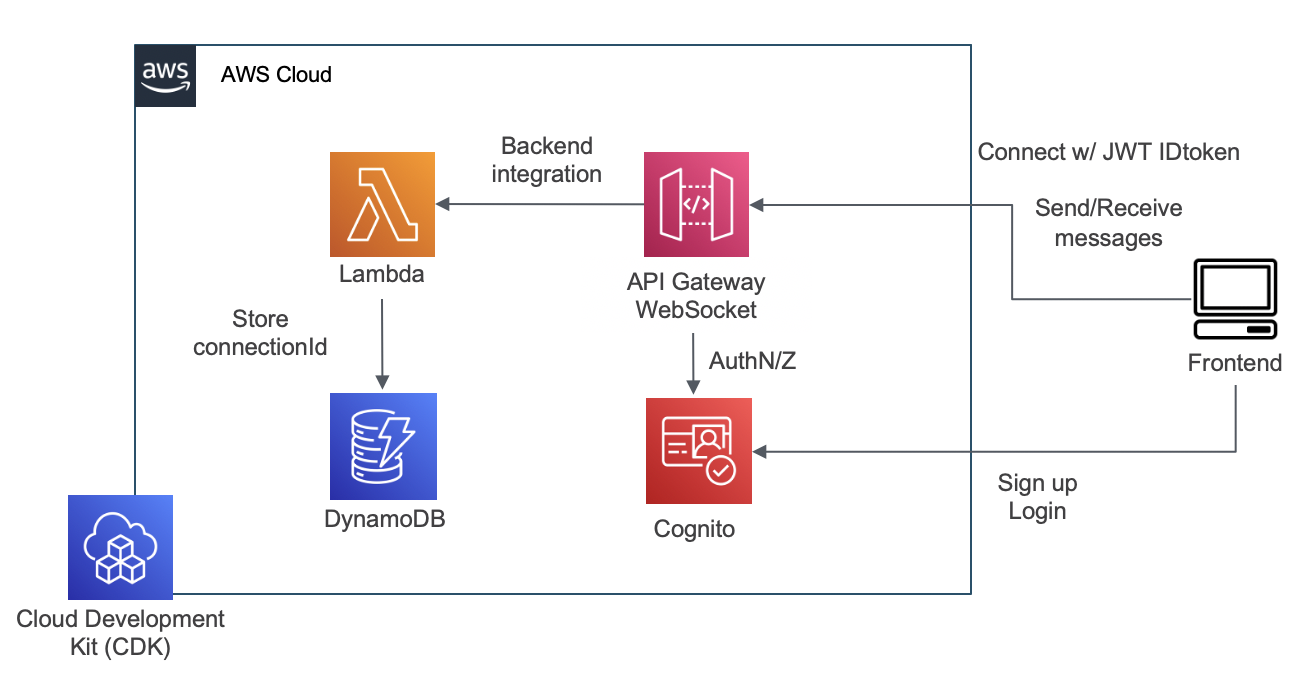 aws
AWS Cloud
Backend
integration
Connect w/ JWT IDtoken
Send/Receive
messages
</>
Lambda
API Gateway
WebSocket
Store
connectionId
AuthN/Z
Frontend
DynamoDB
Cognito
Sign up
Login
Cloud Development
Kit (CDK)